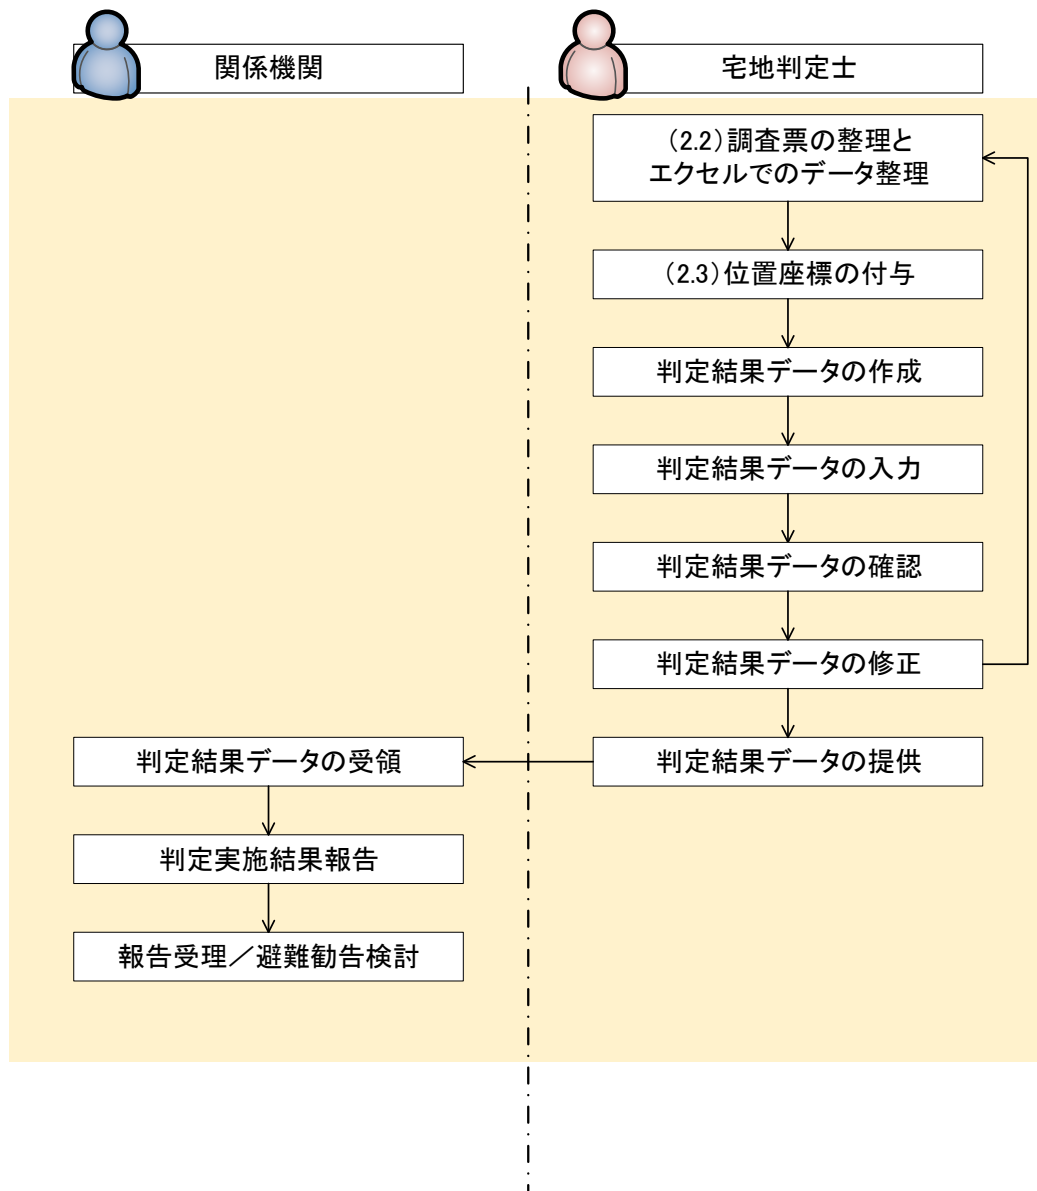 関係機関
宅地判定士
（2.2）調査票の整理と
エクセルでのデータ整理
（2.3）位置座標の付与
判定結果データの作成
判定結果データの入力
判定結果データの確認
判定結果データの修正
判定結果データの受領
判定結果データの提供
判定実施結果報告
報告受理／避難勧告検討